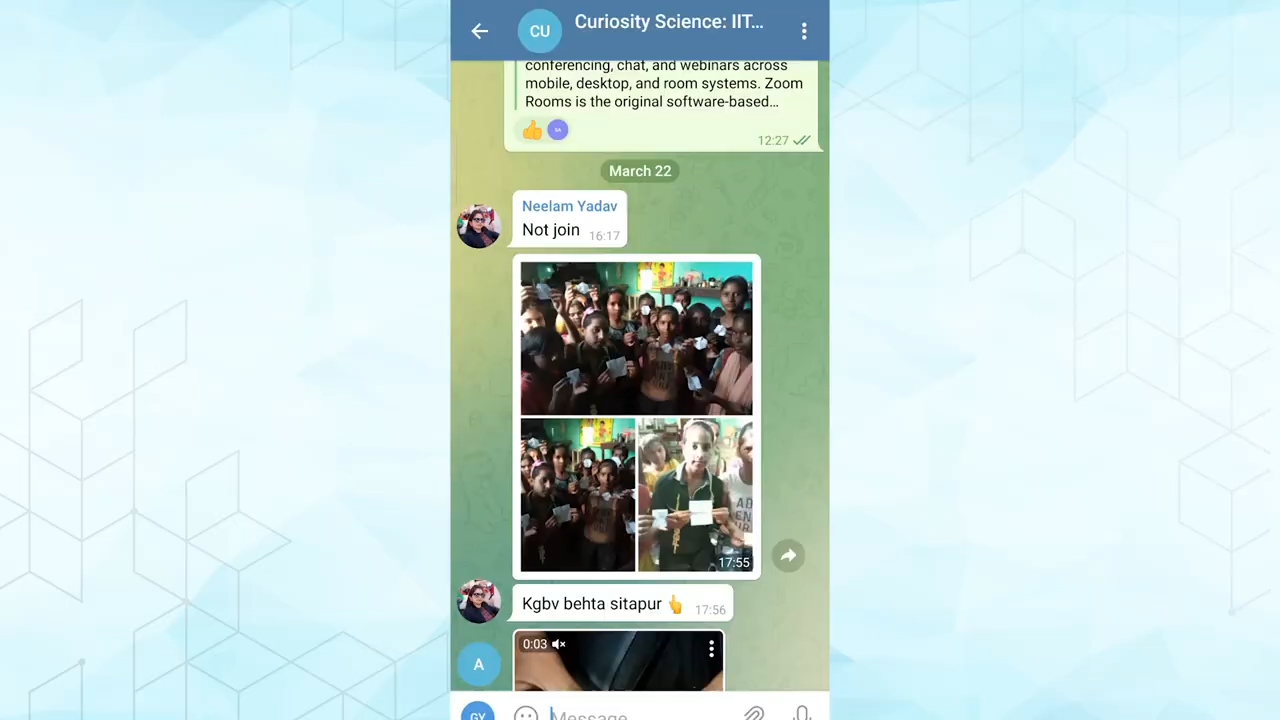 CU
Curiosity Science: IIT...
conferencing, chat, and webinars across
mobile, desktop, and room systems. Zoom
Rooms is the original software-based...
12:27
March 22
Neelam Yadav
Not join 16:17
17:55
Kgbv behta sitapur 👆 17:56
0:03
A
GY
Message